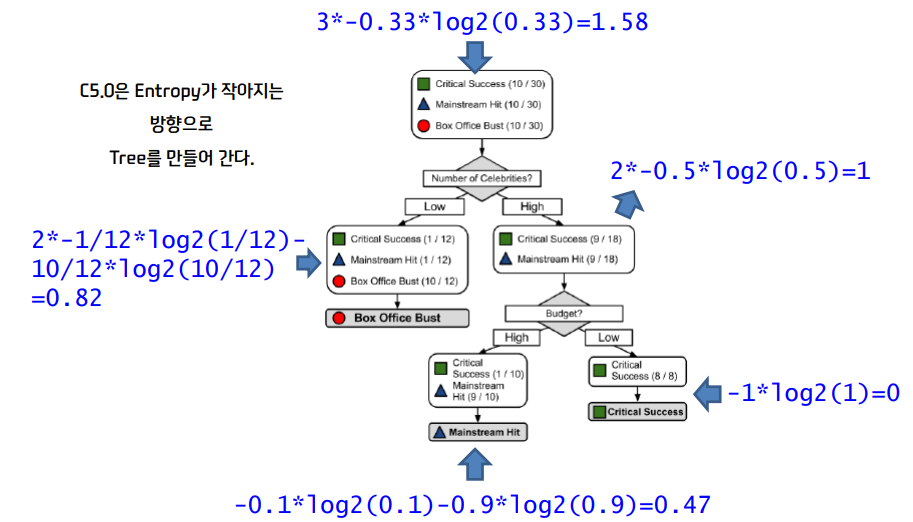 3*-0.33*log2(0.33)=1.58
C5.0은 Entropy가 작아지는
방향으로
Tree를 만들어 간다.
Critical Success (10 / 30)
Mainstream Hit (10 / 30)
Box Office Bust (10 / 30)
Number of Celebrities?
2*-0.5*log2(0.5)=1
Low
High
2*-1/12*log2(1/12)-
10/12*log2(10/12)
=0.82
Critical Success (1 / 12)
Mainstream Hit (1 / 12)
Box Office Bust (10 / 12)
Box Office Bust
Critical Success (9 / 18)
Mainstream Hit (9 / 18)
Budget?
High
Low
Critical
Success (1 / 10)
Mainstream
Hit (9 / 10)
Mainstream Hit
Critical
Success (8 / 8)
Critical Success
-1*log2(1)=0
-0.1*log2(0.1)-0.9*log2(0.9)=0.47